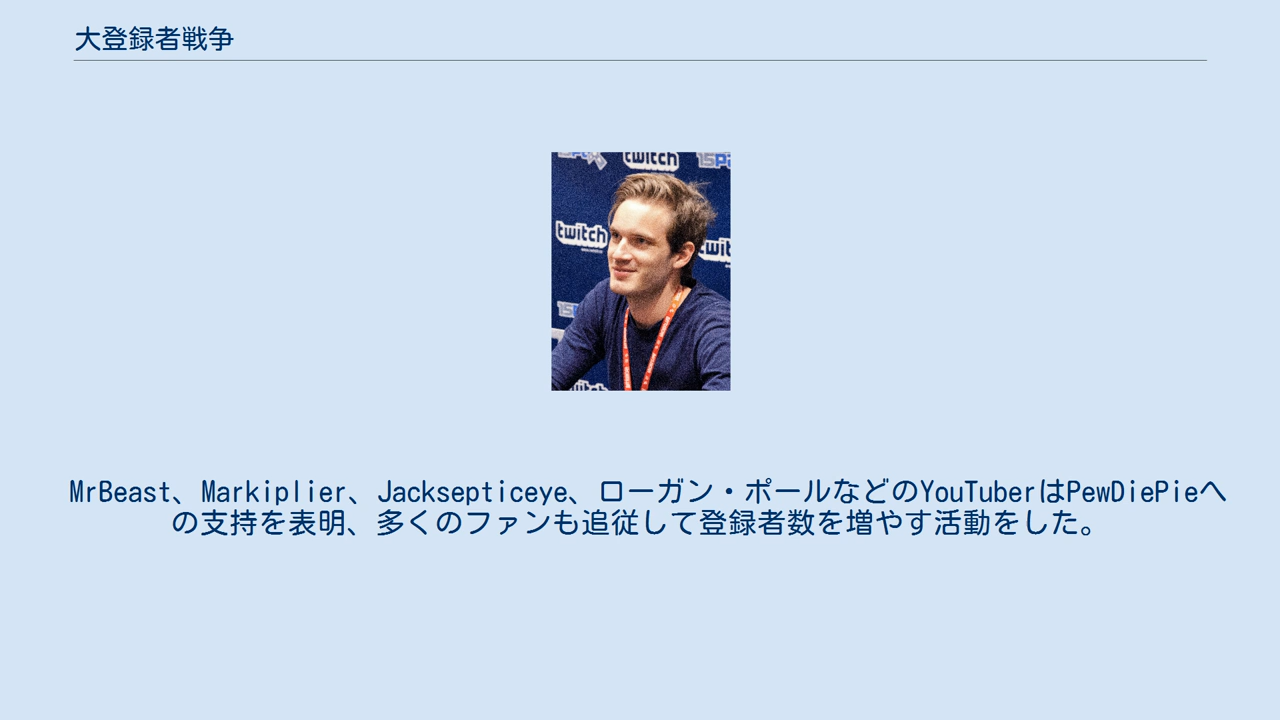 大登録者戦争
twitch
twitch
MrBeast、Markiplier、Jacksepticeye、ローガン・ポールなどのYouTuberはPewDiePieへ
の支持を表明、多くのファンも追従して登録者数を増やす活動をした。